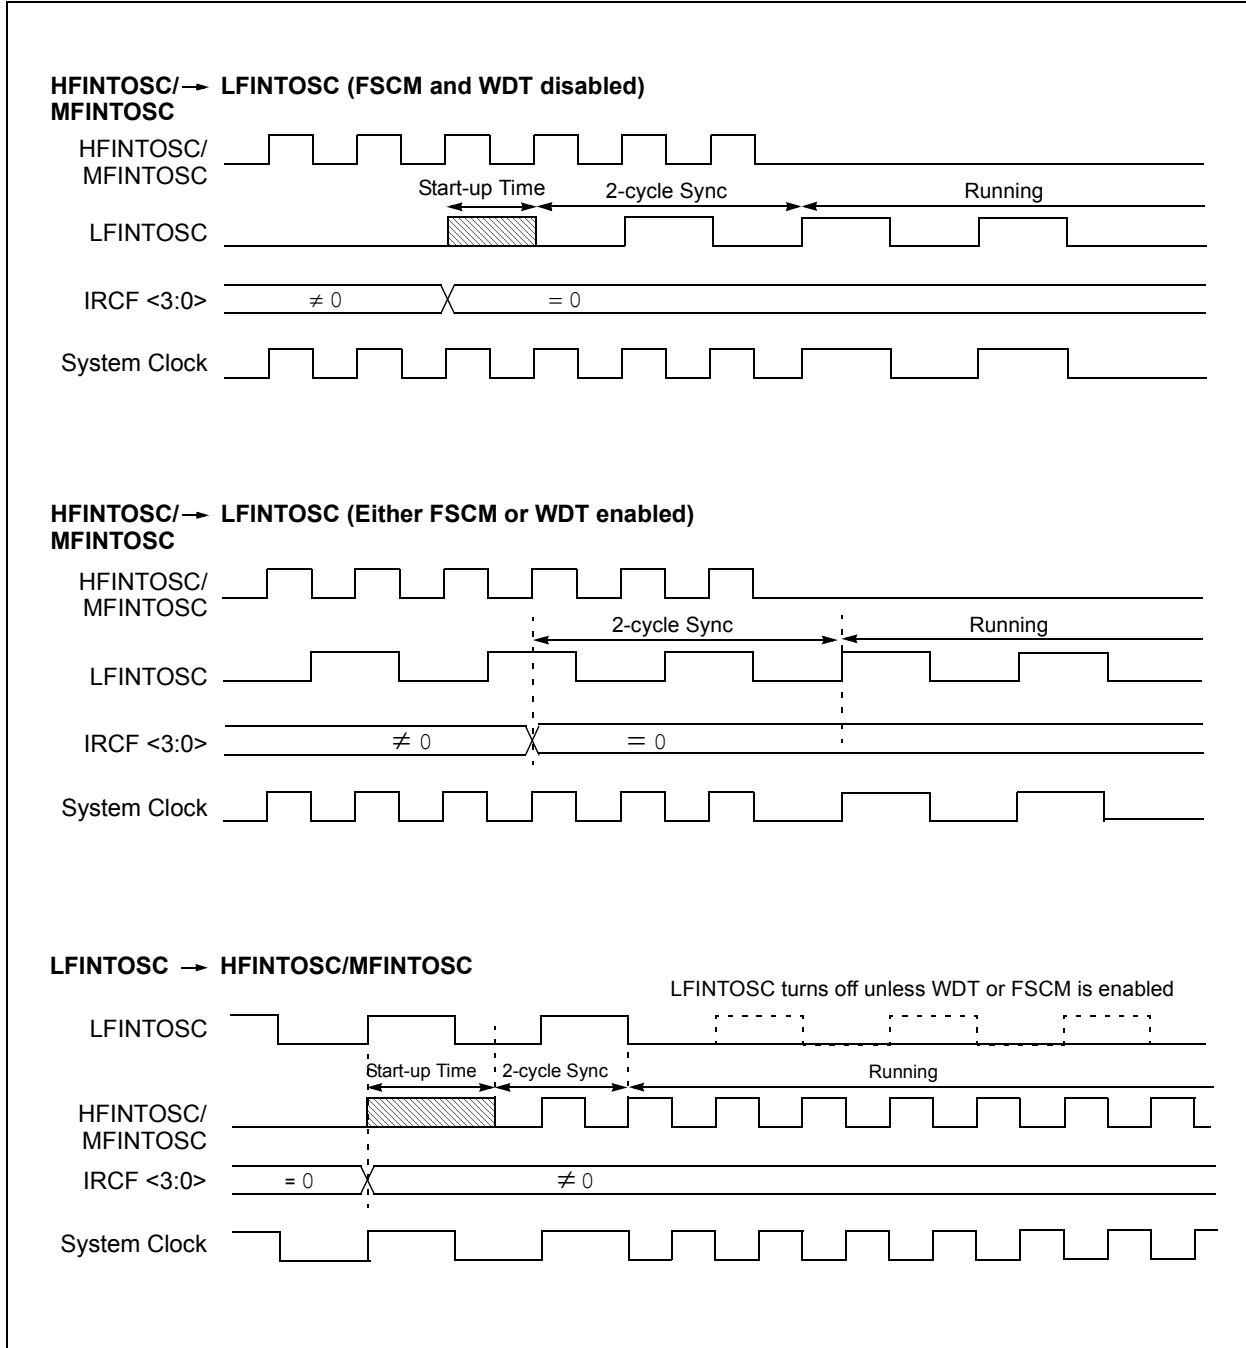 HFINTOSC/→ LFINTOSC (FSCM and WDT disabled)
MFINTOSC
HFINTOSC/
MFINTOSC
Start-up Time
2-cycle Sync
Running
LFINTOSC
IRCF <3:0>
≠ 0
= 0
System Clock
HFINTOSC/→ LFINTOSC (Either FSCM or WDT enabled)
MFINTOSC
HFINTOSC/
MFINTOSC
2-cycle Sync
Running
LFINTOSC
IRCF <3:0>
≠ 0
= 0
System Clock
LFINTOSC → HFINTOSC/MFINTOSC
LFINTOSC turns off unless WDT or FSCM is enabled
LFINTOSC
Start-up Time
2-cycle Sync
Running
HFINTOSC/
MFINTOSC
IRCF <3:0>
= 0
≠ 0
System Clock